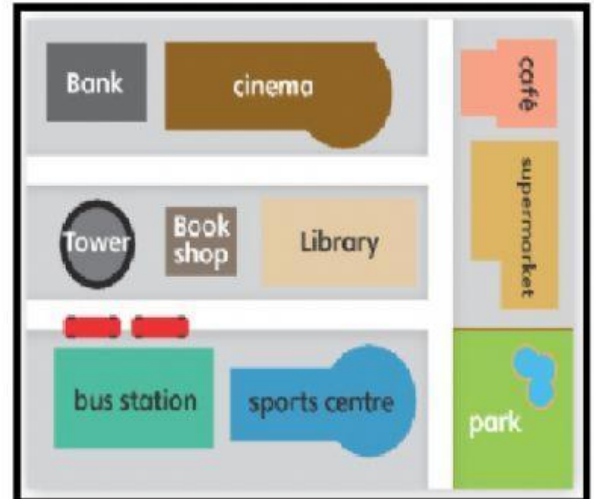 Bank
cinema
café
supermarket
Tower
Book
shop
Library
bus station
sports centre
park